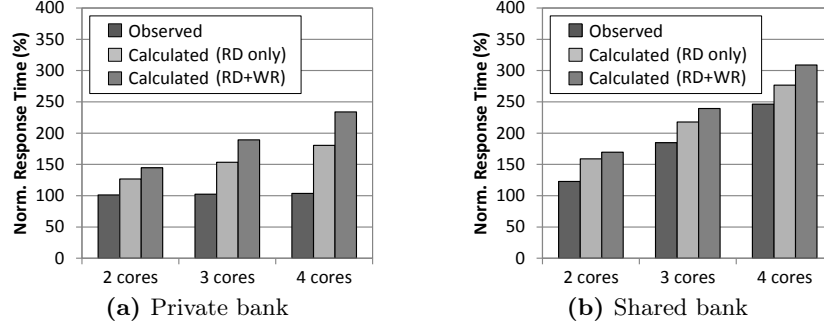 Norm. Response Time (%)
400
350
300
250
200
150
100
50
0
Observed
Calculated (RD only)
Calculated (RD+WR)
2 cores
3 cores
4 cores
(a) Private bank
Norm. Response Time (%)
400
350
300
250
200
150
100
50
0
Observed
Calculated (RD only)
Calculated (RD+WR)
2 cores
3 cores
4 cores
(b) Shared bank